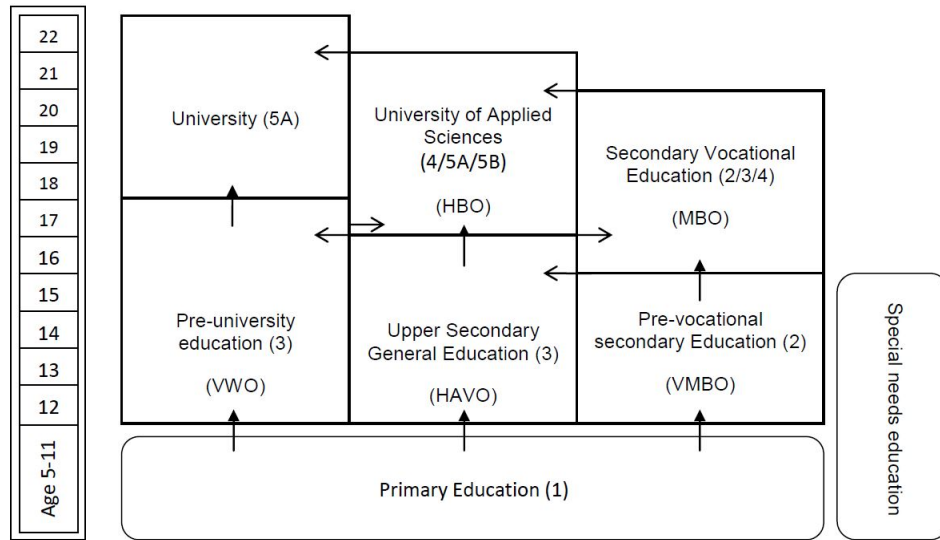 22
21
20
19
18
17
16
15
14
13
12
Age 5-11
University (5A)
University of Applied
Sciences
(4/5A/5B)
(HBO)
Secondary Vocational
Education (2/3/4)
(MBO)
Pre-university
education (3)
(VWO)
Upper Secondary
General Education (3)
(HAVO)
Pre-vocational
secondary Education (2)
(VMBO)
Primary Education (1)
Special needs education